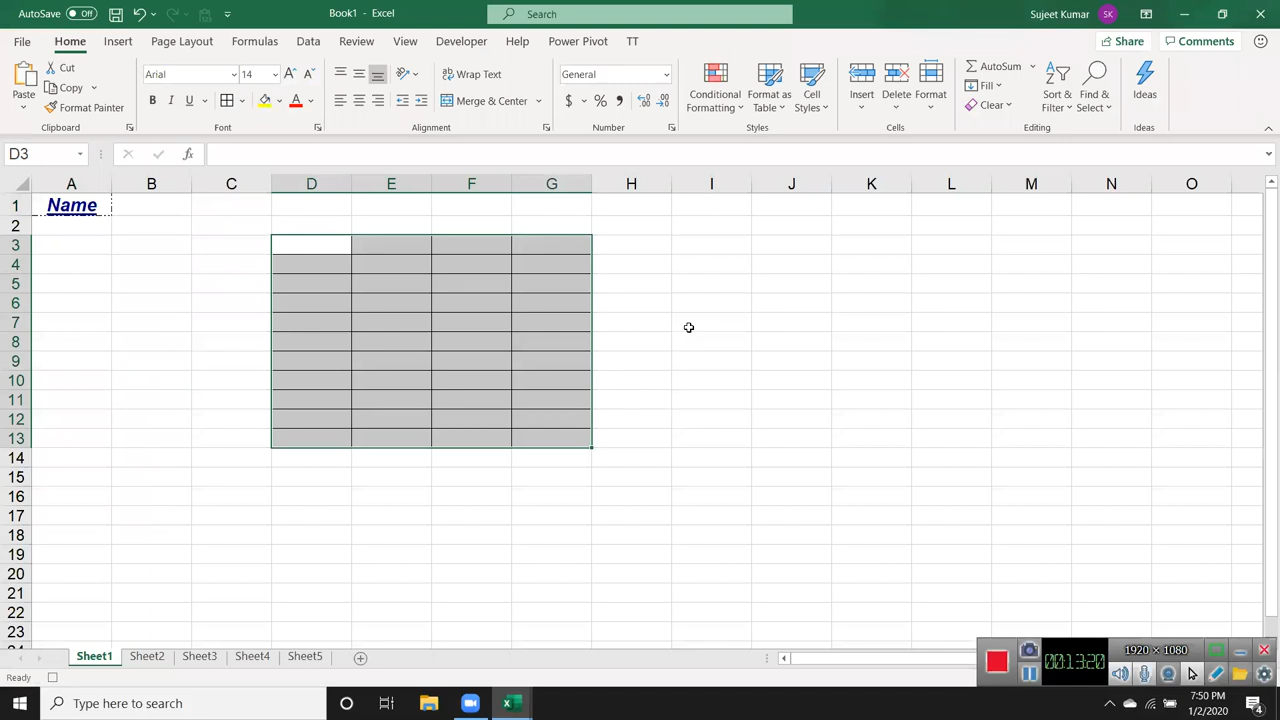 AutoSave Off Book1 - Excel Search Sujeet Kumar SK
File Home Insert Page Layout Formulas Data Review View Developer Help Power Pivot TT Share Comments
Paste Cut Copy Format Painter Clipboard
Arial 14 B I U A Font
Wrap Text Merge & Center Alignment
General $ % , Number
Conditional Formatting Format as Table Cell Styles Styles
Insert Delete Format Cells
AutoSum Fill Clear Sort & Filter Find & Select Editing
Ideas Ideas
D3 fx
A B C D E F G H I J K L M N O
1 Name
2
3
4
5
6
7
8
9
10
11
12
13
14
15
16
17
18
19
20
21
22
23
Sheet1 Sheet2 Sheet3 Sheet4 Sheet5
Ready
00:13:20 1920 × 1080
Type here to search
7:50 PM
1/2/2020
4